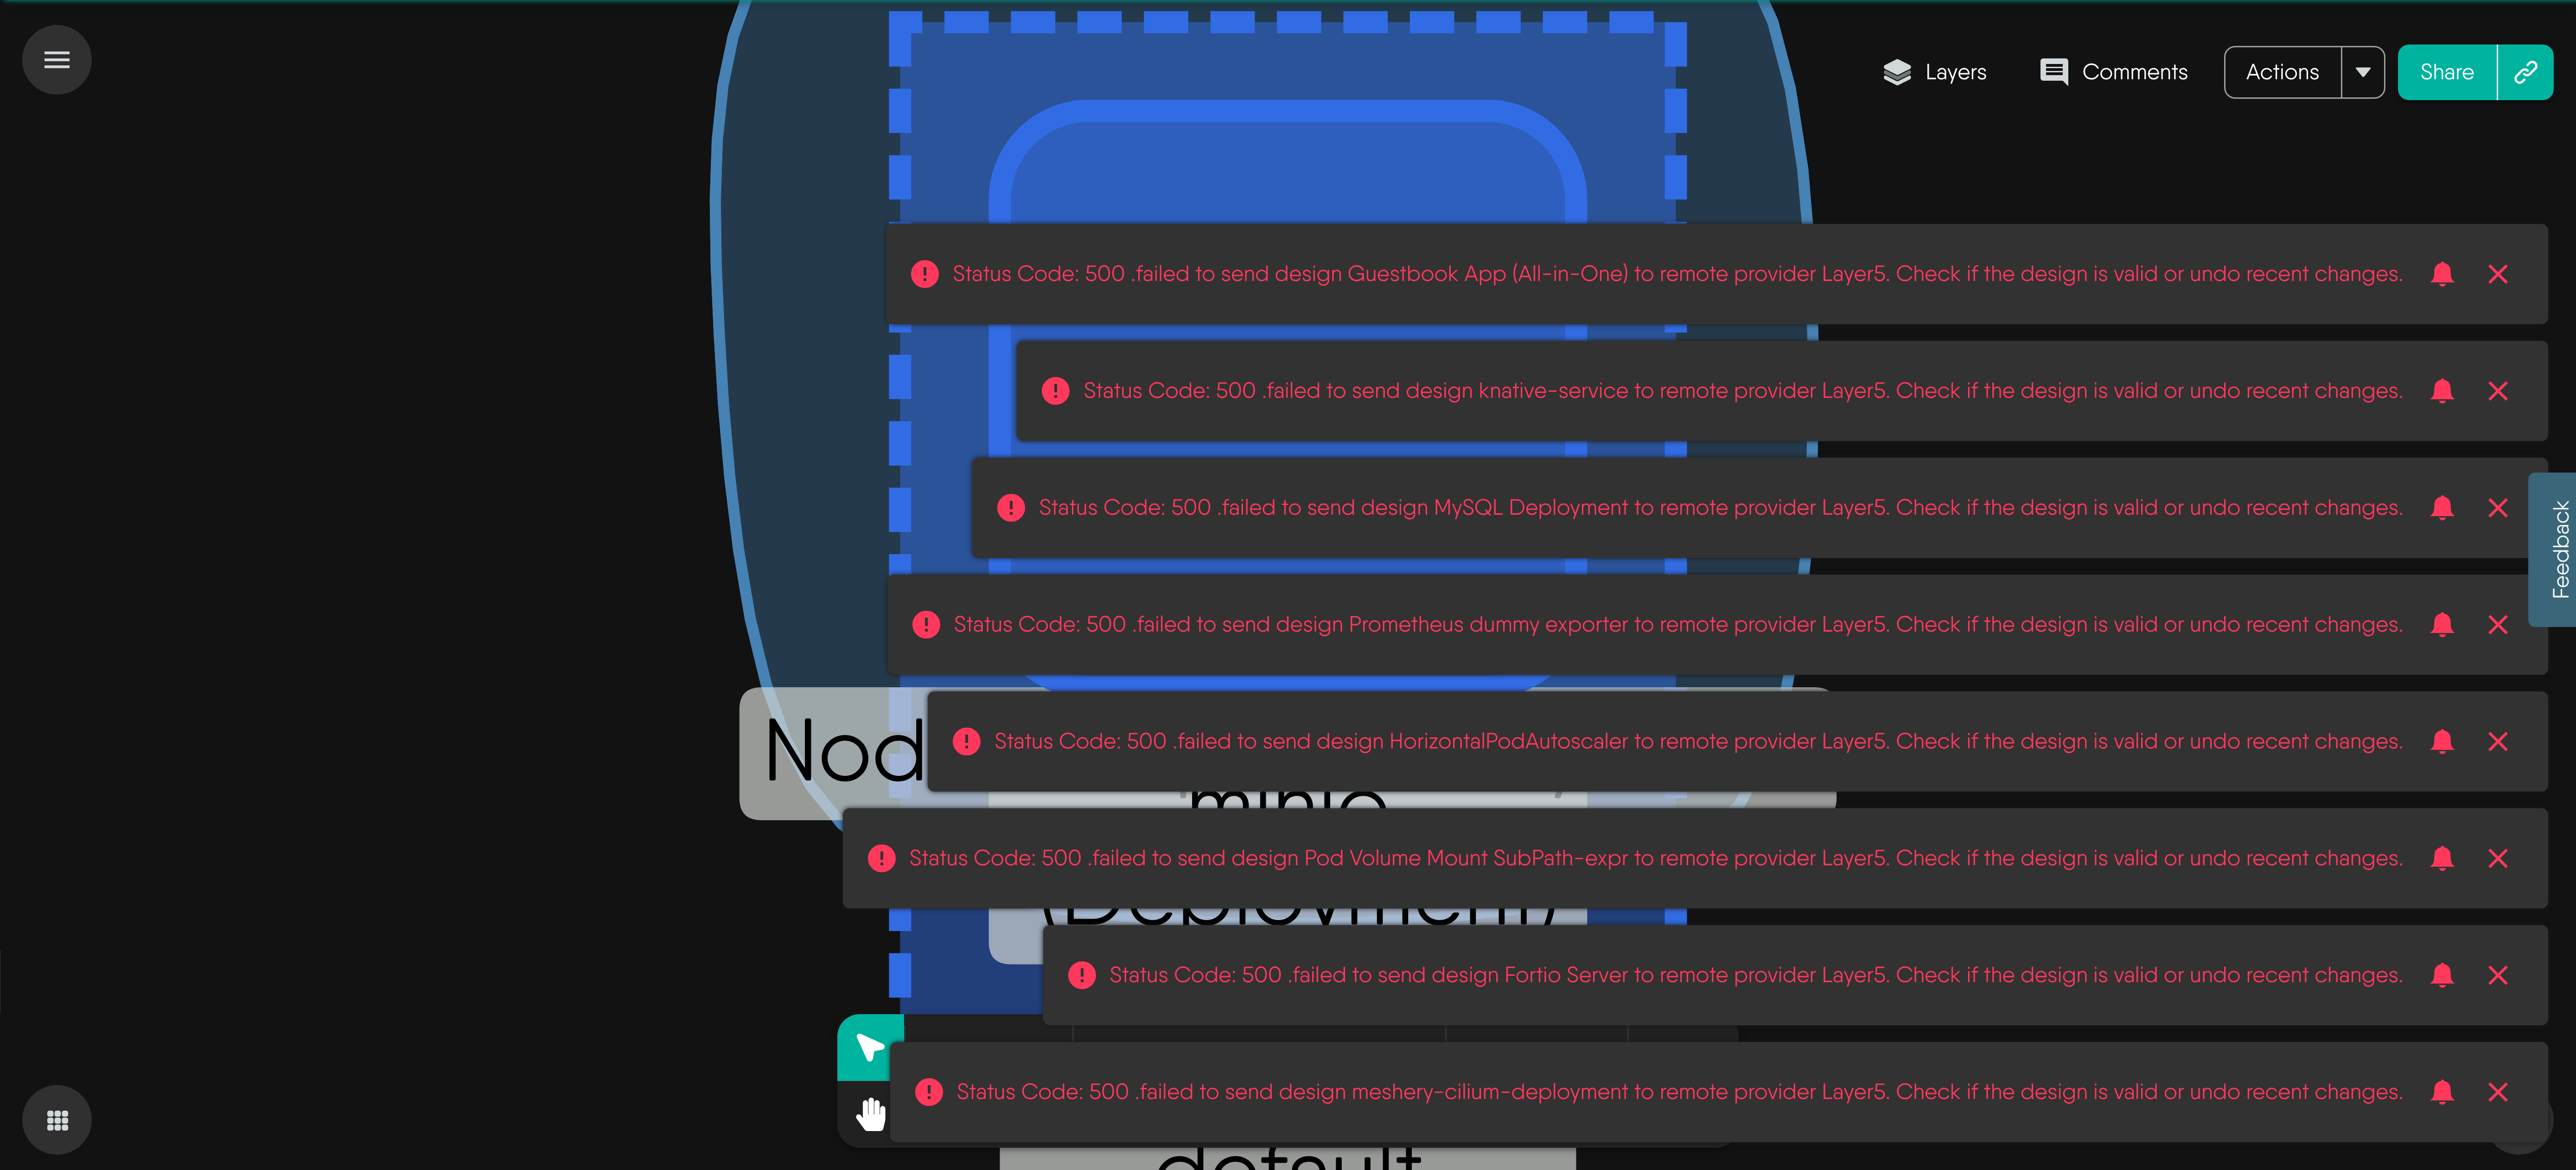 Layers
Comments
Actions
Share
Status Code: 500 .failed to send design Guestbook App (All-in-One) to remote provider Layer5. Check if the design is valid or undo recent changes.
Status Code: 500 .failed to send design knative-service to remote provider Layer5. Check if the design is valid or undo recent changes.
Status Code: 500 .failed to send design MySQL Deployment to remote provider Layer5. Check if the design is valid or undo recent changes.
Feedback
Status Code: 500 .failed to send design Prometheus dummy exporter to remote provider Layer5. Check if the design is valid or undo recent changes.
Nod
Status Code: 500 .failed to send design HorizontalPodAutoscaler to remote provider Layer5. Check if the design is valid or undo recent changes.
minio
Status Code: 500 .failed to send design Pod Volume Mount SubPath-expr to remote provider Layer5. Check if the design is valid or undo recent changes.
(Deployment)
Status Code: 500 .failed to send design Fortio Server to remote provider Layer5. Check if the design is valid or undo recent changes.
Status Code: 500 .failed to send design meshery-cilium-deployment to remote provider Layer5. Check if the design is valid or undo recent changes.
default